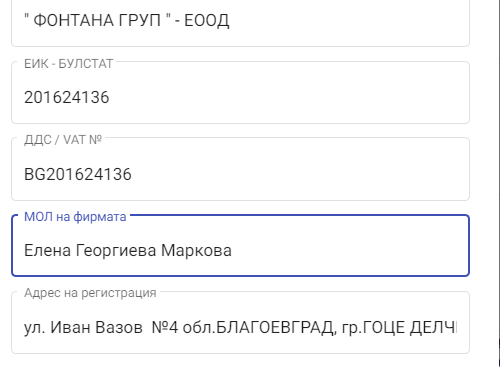 " ФОНТАНА ГРУП " - ЕООД
ЕИК - БУЛСТАТ
201624136
ДДС / VAT №
BG201624136
МОЛ на фирмата
Елена Георгиева Маркова
Адрес на регистрация
ул. Иван Вазов №4 обл.БЛАГОЕВГРАД, гр.ГОЦЕ ДЕЛЧ